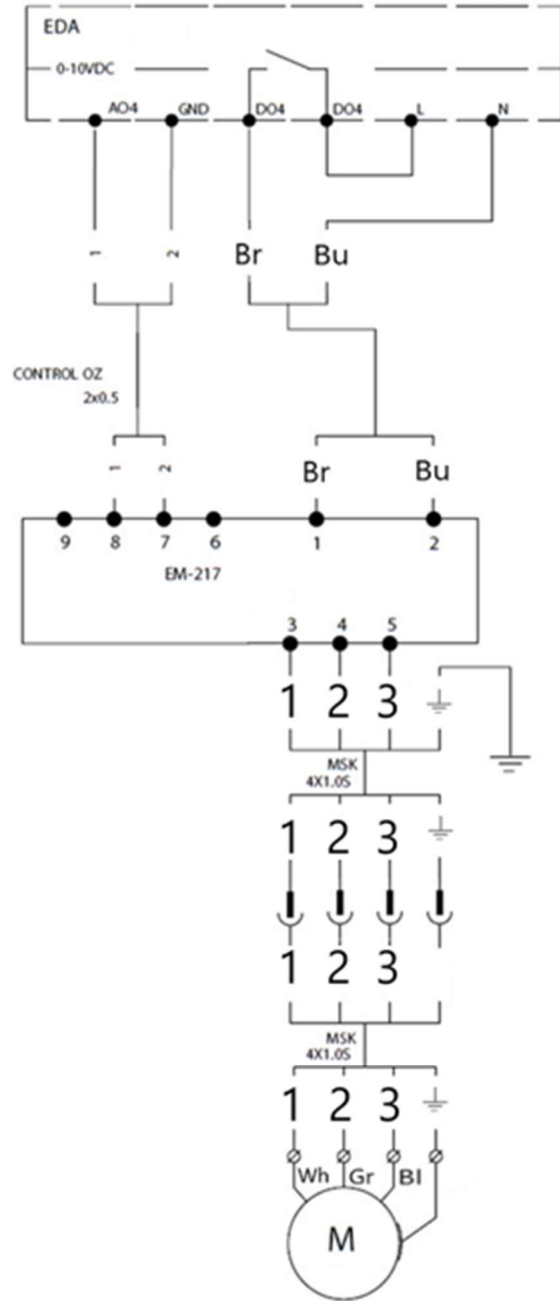 EDA
0-10VDC
AO4 GND DO4 DO4 L N
1 2 Br Bu
CONTROL OZ
2x0.5
1 2 Br Bu
9 8 7 6 1 2
EM-217
3 4 5
1 2 3
MSK
4X1.0S
1 2 3
1 2 3
MSK
4X1.0S
1 2 3
Wh Gr Bl
M